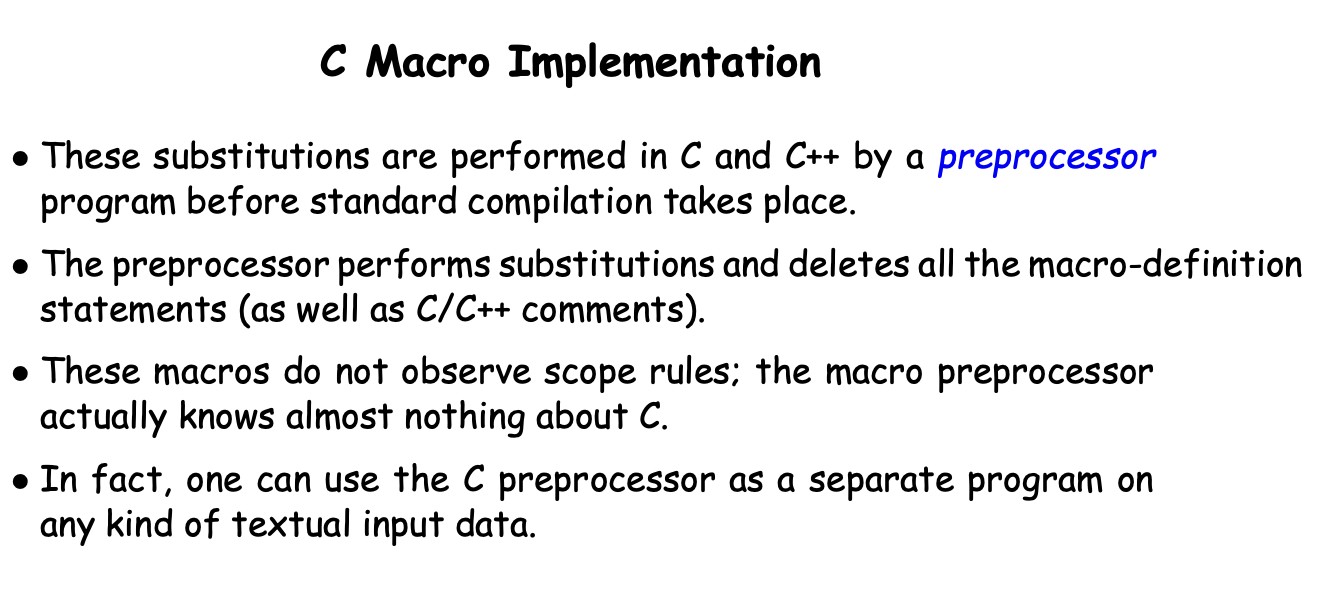 C Macro Implementation
• These substitutions are performed in C and C++ by a preprocessor
program before standard compilation takes place.
• The preprocessor performs substitutions and deletes all the macro-definition
statements (as well as C/C++ comments).
• These macros do not observe scope rules; the macro preprocessor
actually knows almost nothing about C.
• In fact, one can use the C preprocessor as a separate program on
any kind of textual input data.